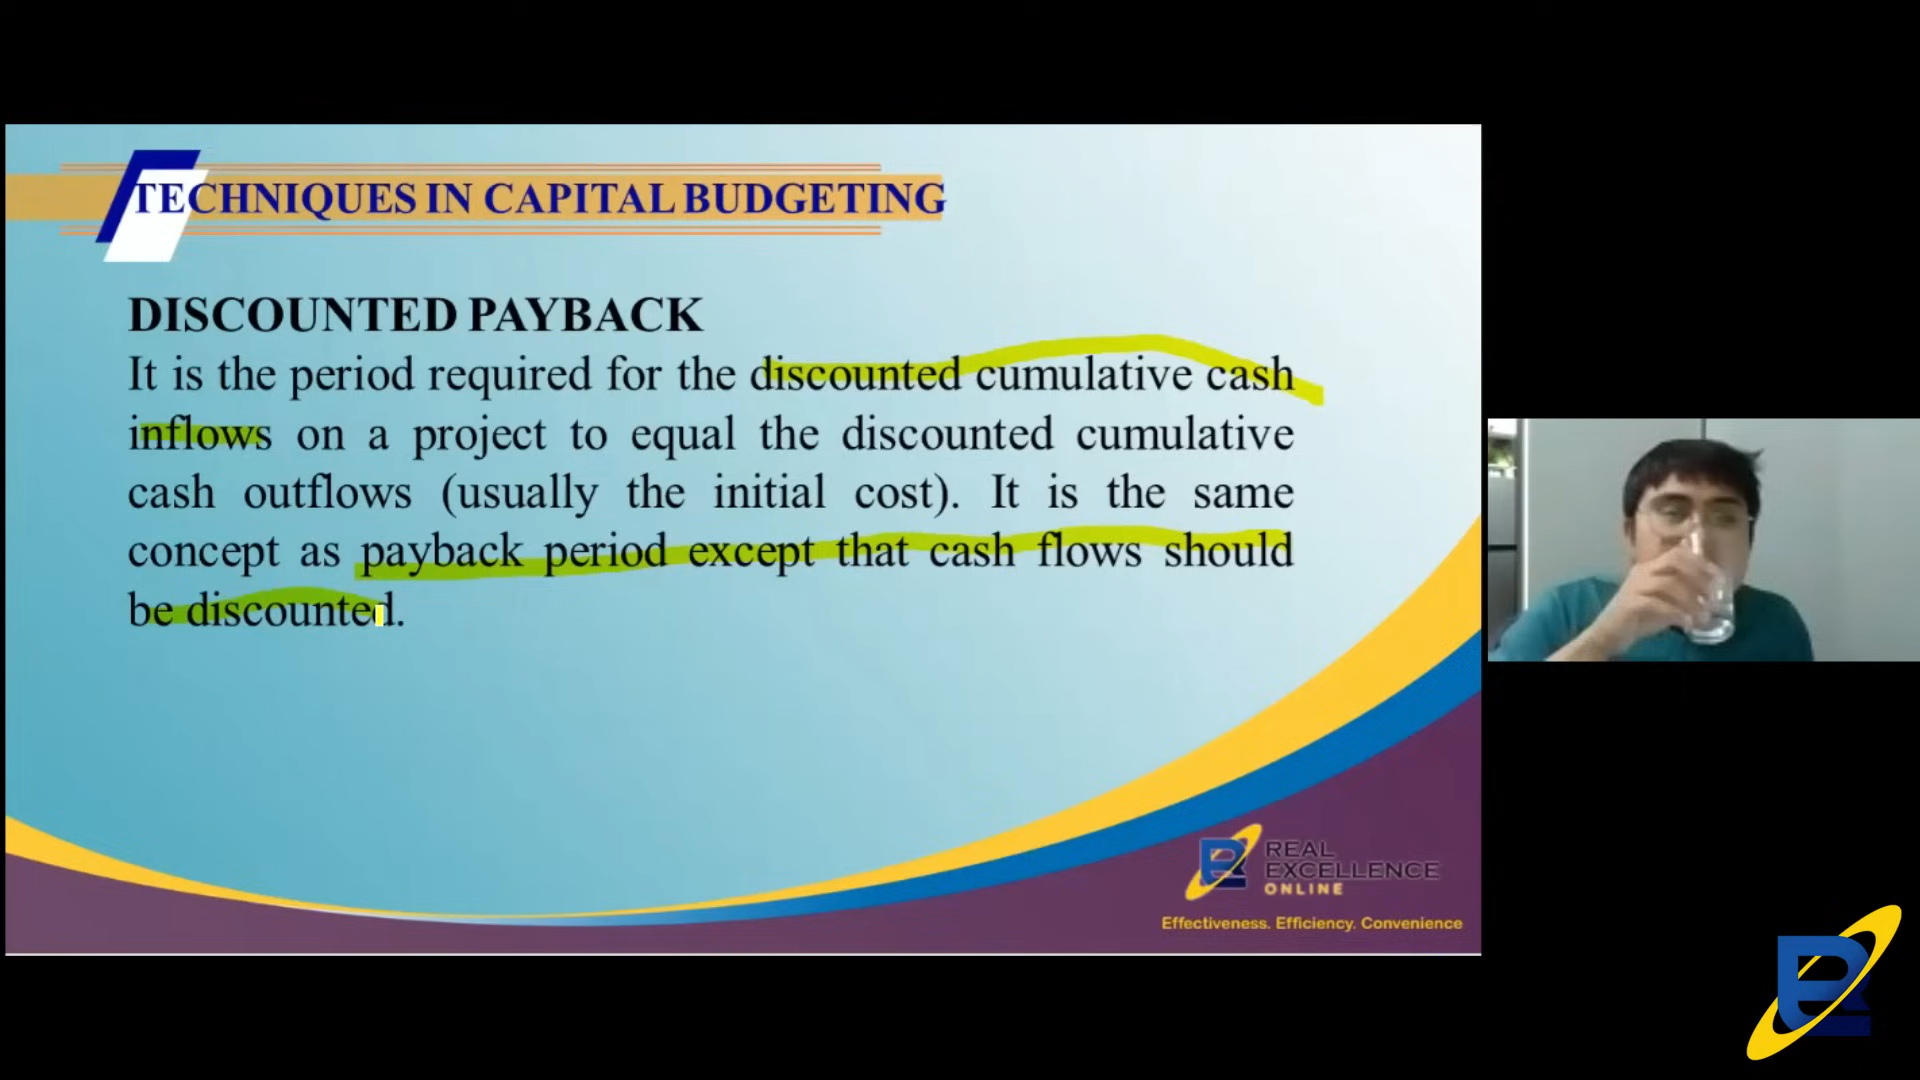 TECHNIQUES IN CAPITAL BUDGETING
DISCOUNTED PAYBACK
It is the period required for the discounted cumulative cash
inflows on a project to equal the discounted cumulative
cash outflows (usually the initial cost). It is the same
concept as payback period except that cash flows should
be discounted.
REAL
EXCELLENCE
ONLINE
Effectiveness. Efficiency. Convenience